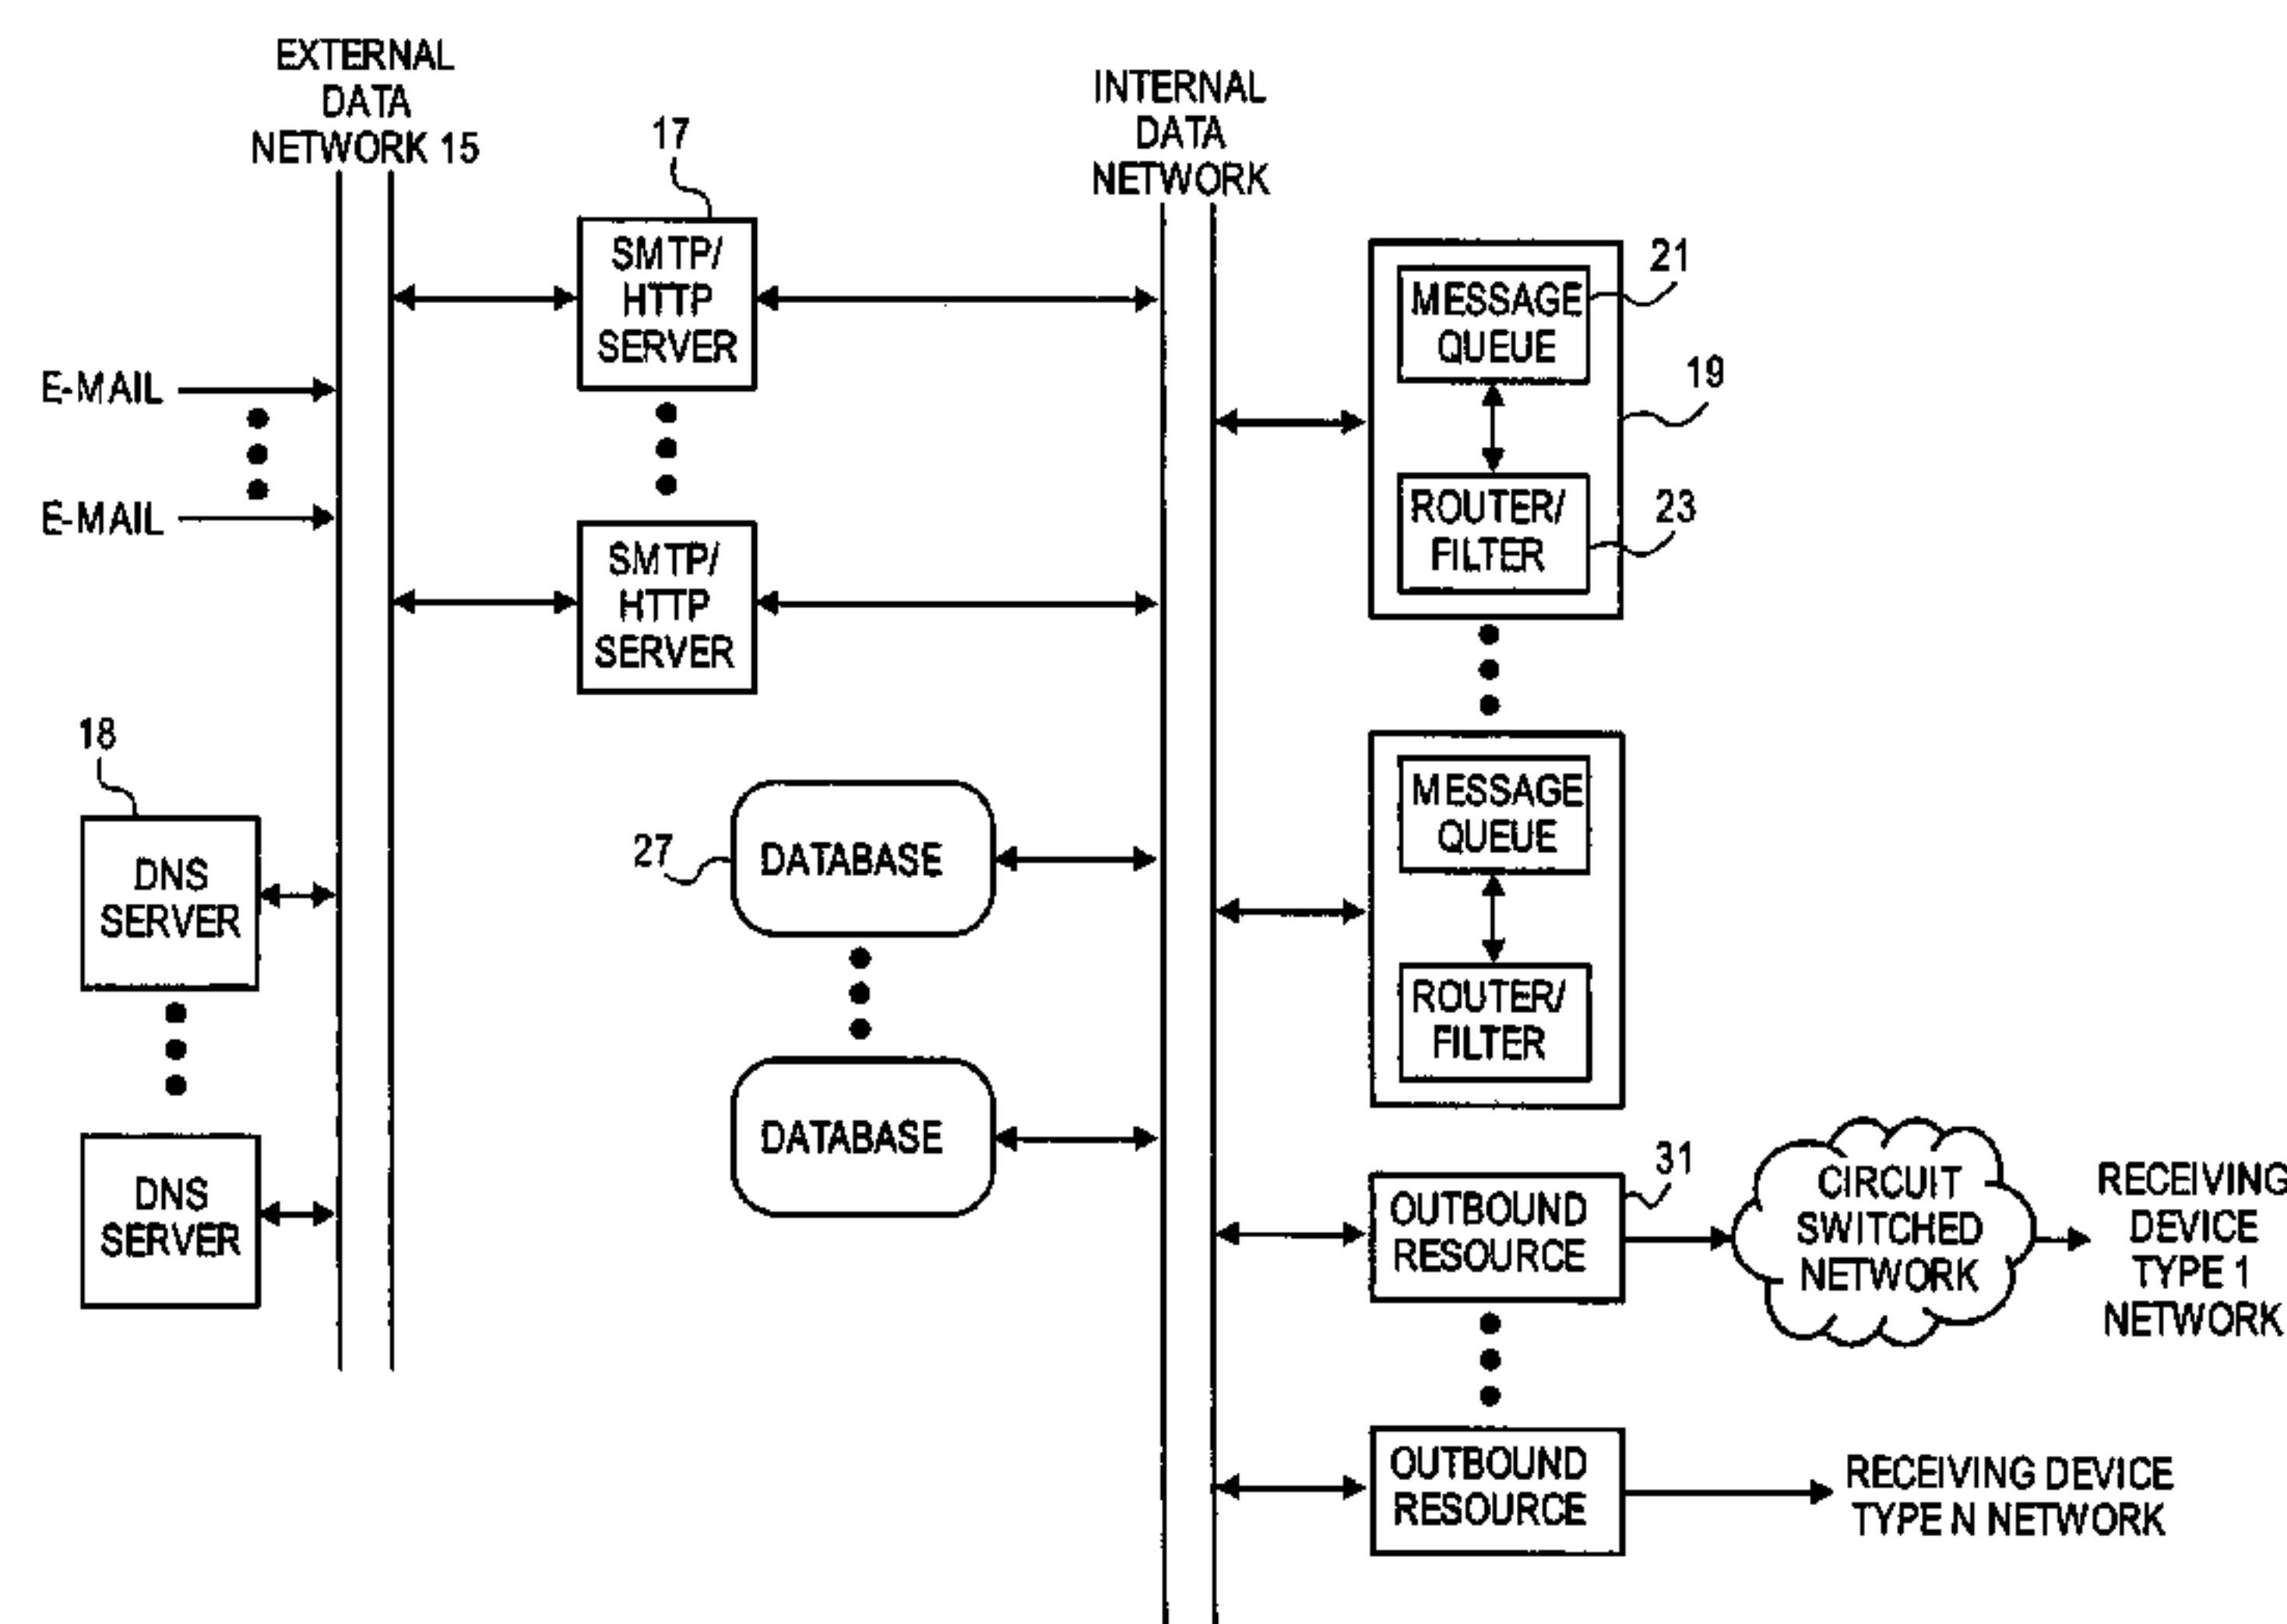 EXTERNAL
DATA
NETWORK 15
INTERNAL
DATA
NETWORK
17
SMTP/
HTTP
SERVER
E-MAIL
E-MAIL
SMTP/
HTTP
SERVER
21
MESSAGE
QUEUE
19
ROUTER/
FILTER
23
18
DNS
SERVER
DNS
SERVER
27
DATABASE
DATABASE
MESSAGE
QUEUE
ROUTER/
FILTER
31
OUTBOUND
RESOURCE
CIRCUIT
SWITCHED
NETWORK
RECEIVING
DEVICE
TYPE 1
NETWORK
OUTBOUND
RESOURCE
RECEIVING DEVICE
TYPE N NETWORK